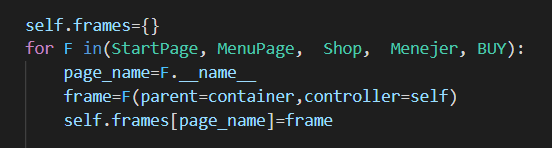 self.frames={}
for F in(StartPage, MenuPage,  Shop,  Menejer, BUY):
    page_name=F.__name__
    frame=F(parent=container,controller=self)
    self.frames[page_name]=frame